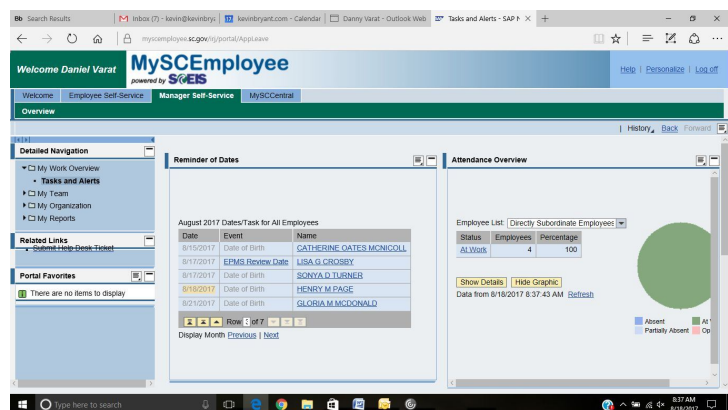 Bb Search Results
Inbox (7) - kevin@kevinbrya
kevinbryant.com - Calendar
Danny Varat - Outlook Web
Tasks and Alerts - SAP N
myscemployee.sc.gov/irj/portal/AppLeave
Welcome Daniel Varat
MySCEmployee
powered by SCEIS
Help | Personalize | Log off
Welcome Employee Self-Service Manager Self-Service MySCCentral
Overview
| History Back Forward
Detailed Navigation
My Work Overview
• Tasks and Alerts
My Team
My Organization
My Reports
Related Links
• Submit Help Desk Ticket
Portal Favorites
There are no items to display
Reminder of Dates
August 2017 Dates/Task for All Employees
Date Event Name
8/15/2017 Date of Birth CATHERINE OATES MCNICOLL
8/17/2017 EPMS Review Date LISA G CROSBY
8/17/2017 Date of Birth SONYA D TURNER
8/18/2017 Date of Birth HENRY M PAGE
8/21/2017 Date of Birth GLORIA M MCDONALD
Row 3 of 7
Display Month Previous | Next
Attendance Overview
Employee List: Directly Subordinate Employees
Status Employees Percentage
At Work 4 100
Show Details Hide Graphic
Data from 8/18/2017 8:37:43 AM Refresh
Absent At
Partially Absent Op
Type here to search
8:37 AM
8/18/2017